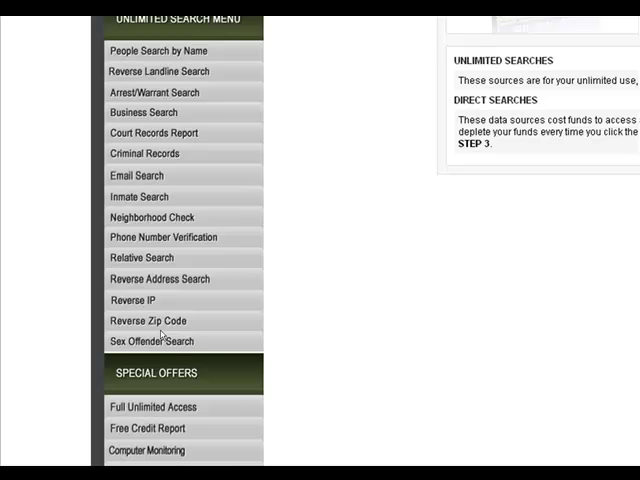 UNLIMITED SEARCH MENU
People Search by Name
Reverse Landline Search
Arrest/Warrant Search
Business Search
Court Records Report
Criminal Records
Email Search
Inmate Search
Neighborhood Check
Phone Number Verification
Relative Search
Reverse Address Search
Reverse IP
Reverse Zip Code
Sex Offender Search
SPECIAL OFFERS
Full Unlimited Access
Free Credit Report
Computer Monitoring
UNLIMITED SEARCHES
These sources are for your unlimited use,
DIRECT SEARCHES
These data sources cost funds to access
deplete your funds every time you click the
STEP 3.